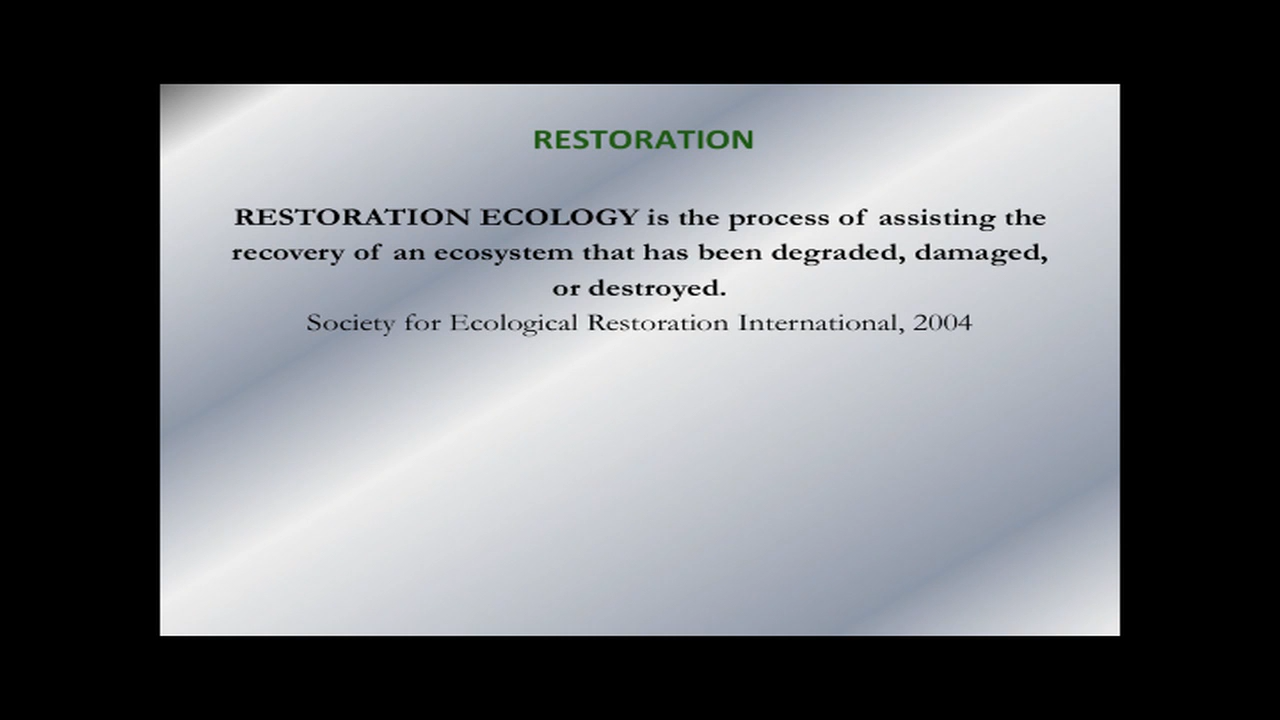 RESTORATION
RESTORATION ECOLOGY is the process of assisting the
recovery of an ecosystem that has been degraded, damaged,
or destroyed.
Society for Ecological Restoration International, 2004